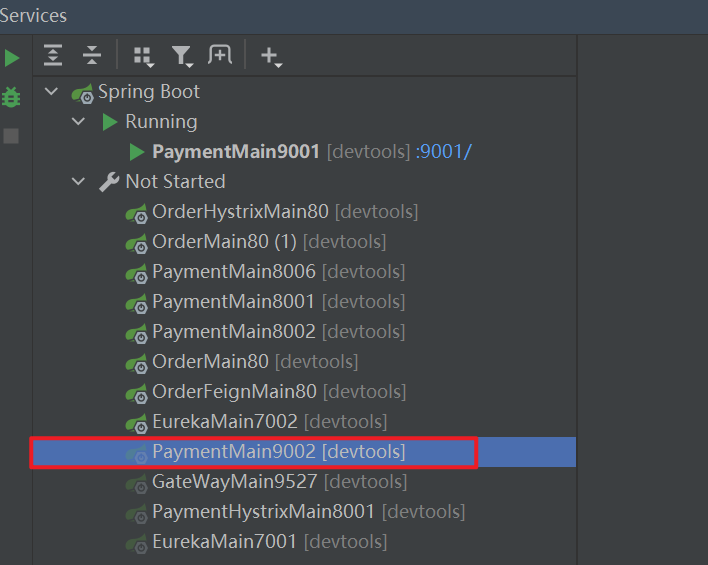 Services
Spring Boot
Running
PaymentMain9001 [devtools] :9001/
Not Started
OrderHystrixMain80 [devtools]
OrderMain80 (1) [devtools]
PaymentMain8006 [devtools]
PaymentMain8001 [devtools]
PaymentMain8002 [devtools]
OrderMain80 [devtools]
OrderFeignMain80 [devtools]
EurekaMain7002 [devtools]
PaymentMain9002 [devtools]
GateWayMain9527 [devtools]
PaymentHystrixMain8001 [devtools]
EurekaMain7001 [devtools]